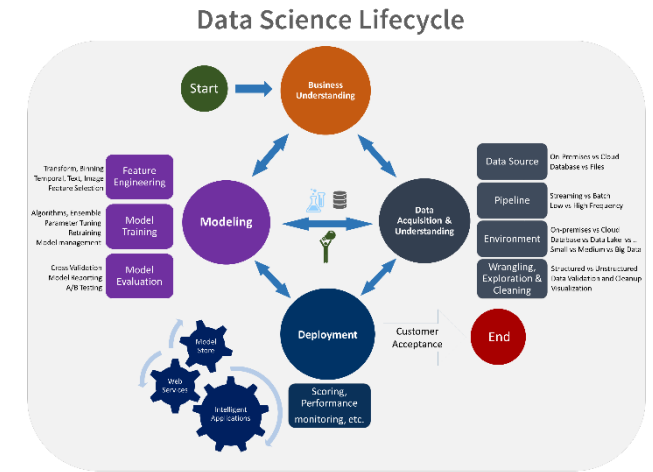 Data Science Lifecycle
Start
Business
Understanding
Feature
Engineering
Transform, Binning
Temporal, Text, Image
Feature Selection
Model
Training
Algorithms, Ensemble
Parameter Tuning
Retraining
Model management
Model
Evaluation
Cross Validation
Model Reporting
A/B Testing
Modeling
Data
Acquisition &
Understanding
Data Source
On-Premises vs Cloud
Database vs Files
Pipeline
Streaming vs Batch
Low vs High Frequency
Environment
On-premises vs Cloud
Database vs Data Lake vs ..
Small vs Medium vs Big Data
Wrangling,
Exploration &
Cleaning
Structured vs Unstructured
Data Validation and Cleanup
Visualization
Deployment
Customer
Acceptance
End
Scoring,
Performance
monitoring, etc.
Model
Store
Web
Services
Intelligent
Applications